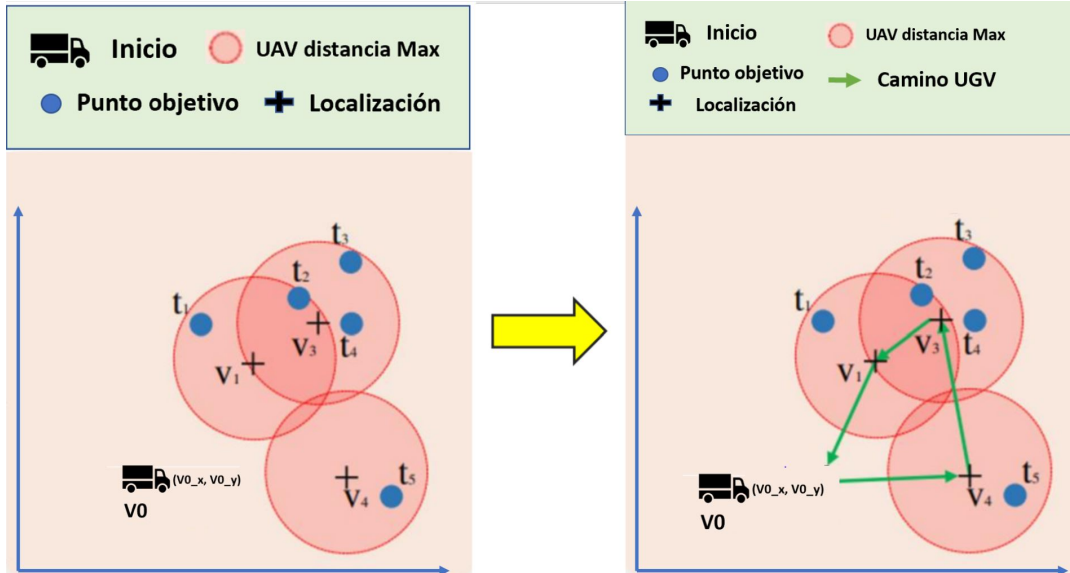 Inicio
UAV distancia Max
Punto objetivo
Localización
t3
t2
t1
t4
v3
v1
t5
v4
(V0_x, V0_y)
V0
Inicio
UAV distancia Max
Punto objetivo
Camino UGV
Localización
t3
t2
t1
t4
v3
v1
t5
v4
(V0_x, V0_y)
V0